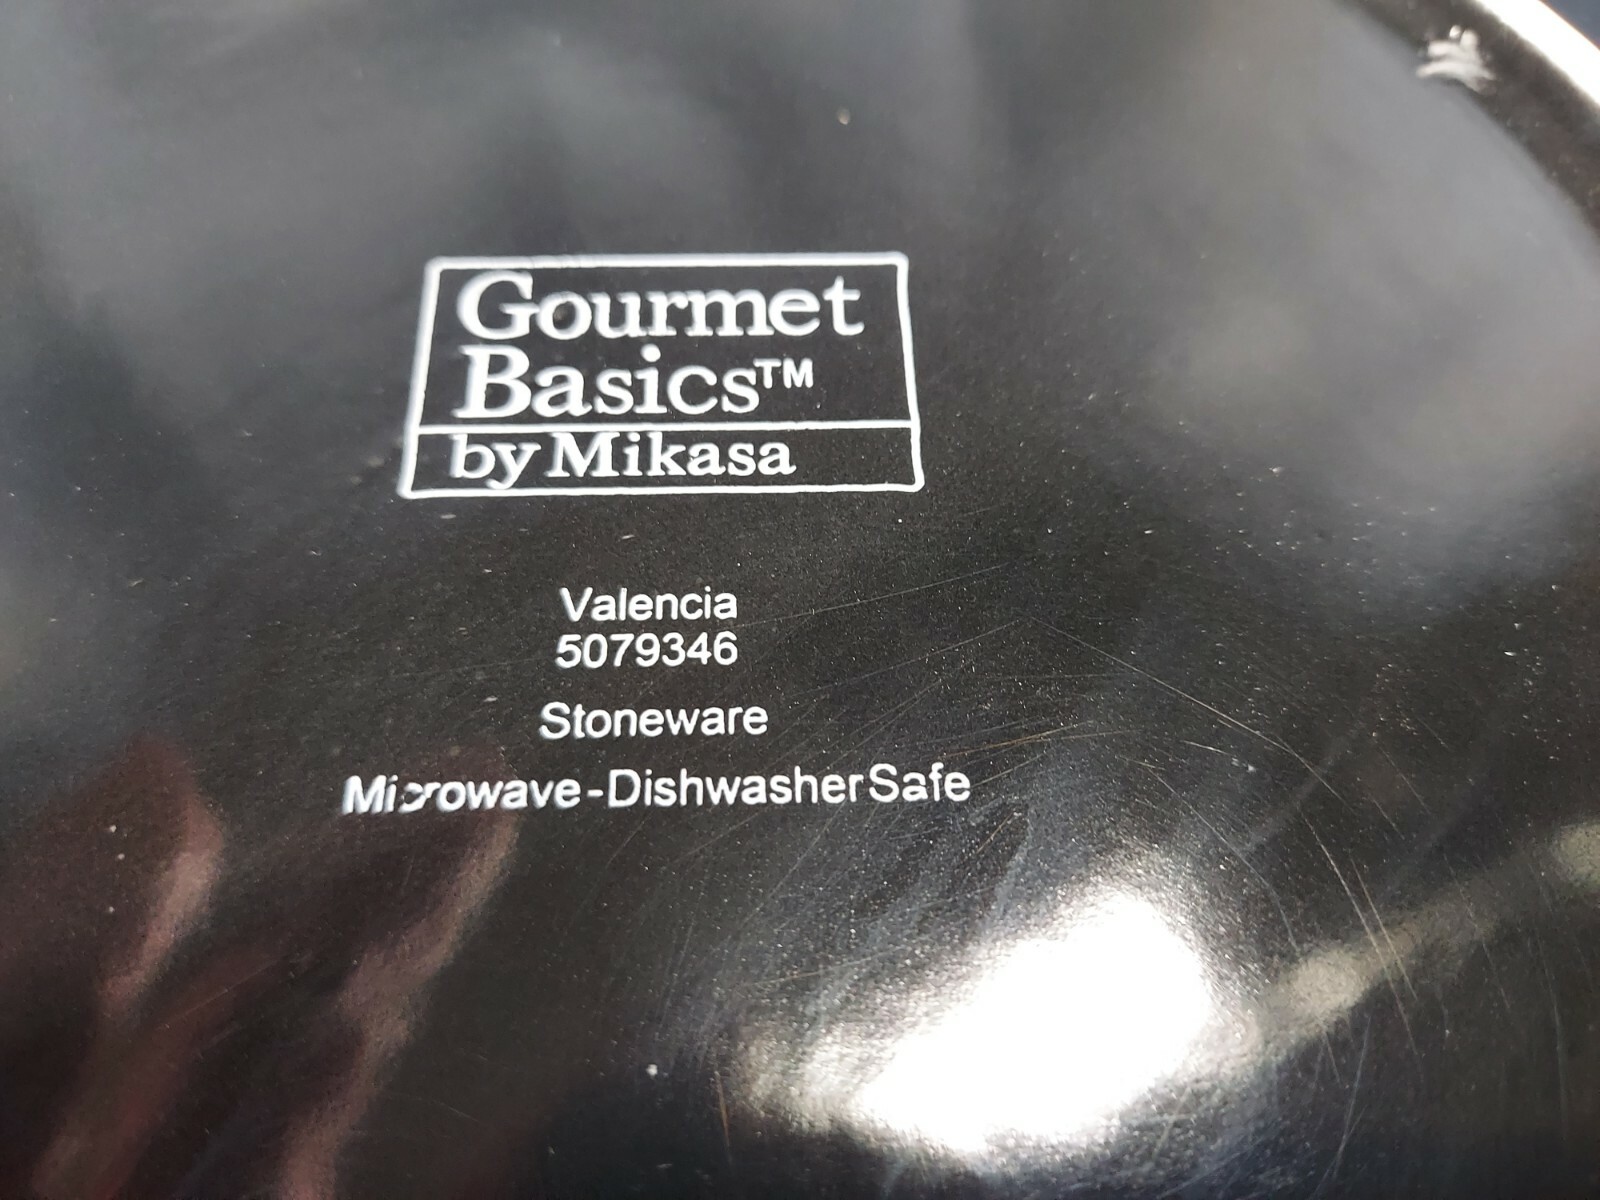 Gourmet
Basics™
by Mikasa
Valencia
5079346
Stoneware
Microwave-Dishwasher Safe